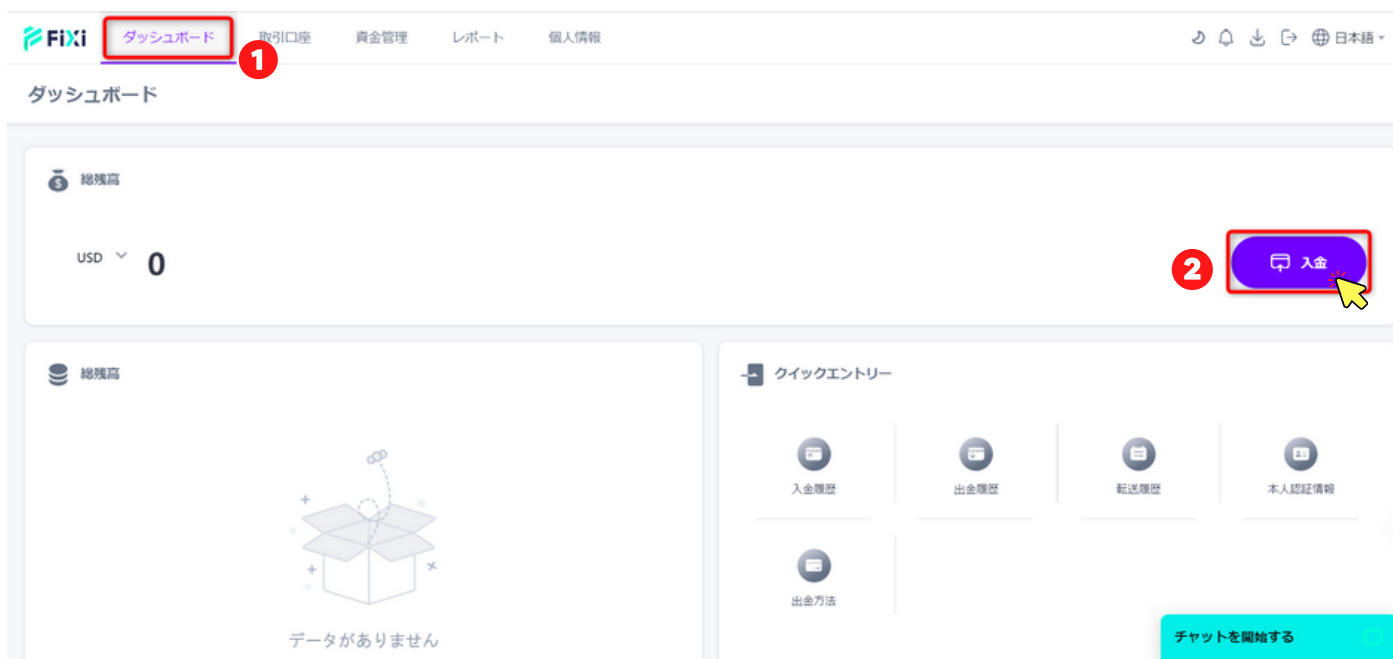 FiXi ダッシュボード 取引口座 資金管理 レポート 個人情報 日本語
1
ダッシュボード
総残高
USD 0
2 入金
総残高
クイックエントリー
入金履歴 出金履歴 転送履歴 本人認証情報
出金方法
データがありません
チャットを開始する